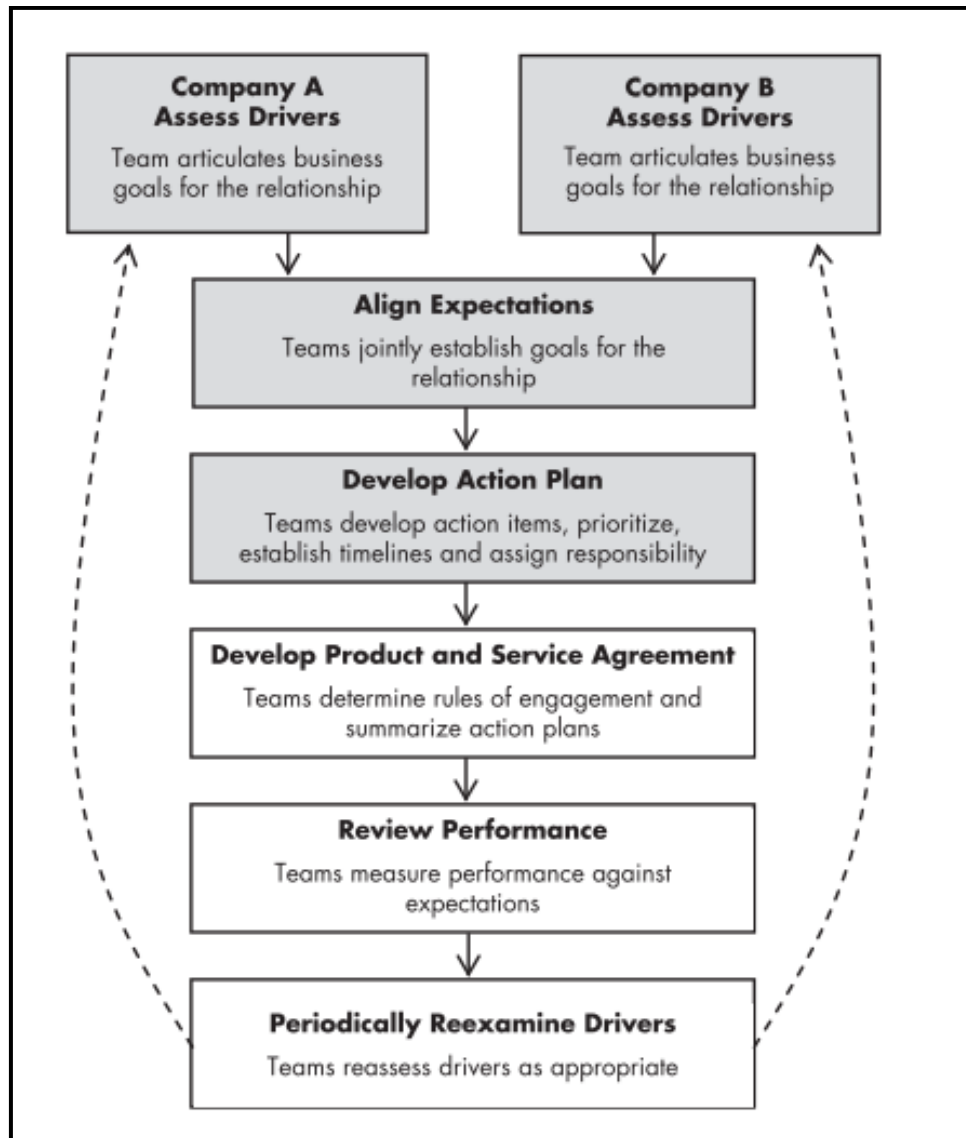 Company A
Assess Drivers
Team articulates business
goals for the relationship
Company B
Assess Drivers
Team articulates business
goals for the relationship
Align Expectations
Teams jointly establish goals for the
relationship
Develop Action Plan
Teams develop action items, prioritize,
establish timelines and assign responsibility
Develop Product and Service Agreement
Teams determine rules of engagement and
summarize action plans
Review Performance
Teams measure performance against
expectations
Periodically Reexamine Drivers
Teams reassess drivers as appropriate